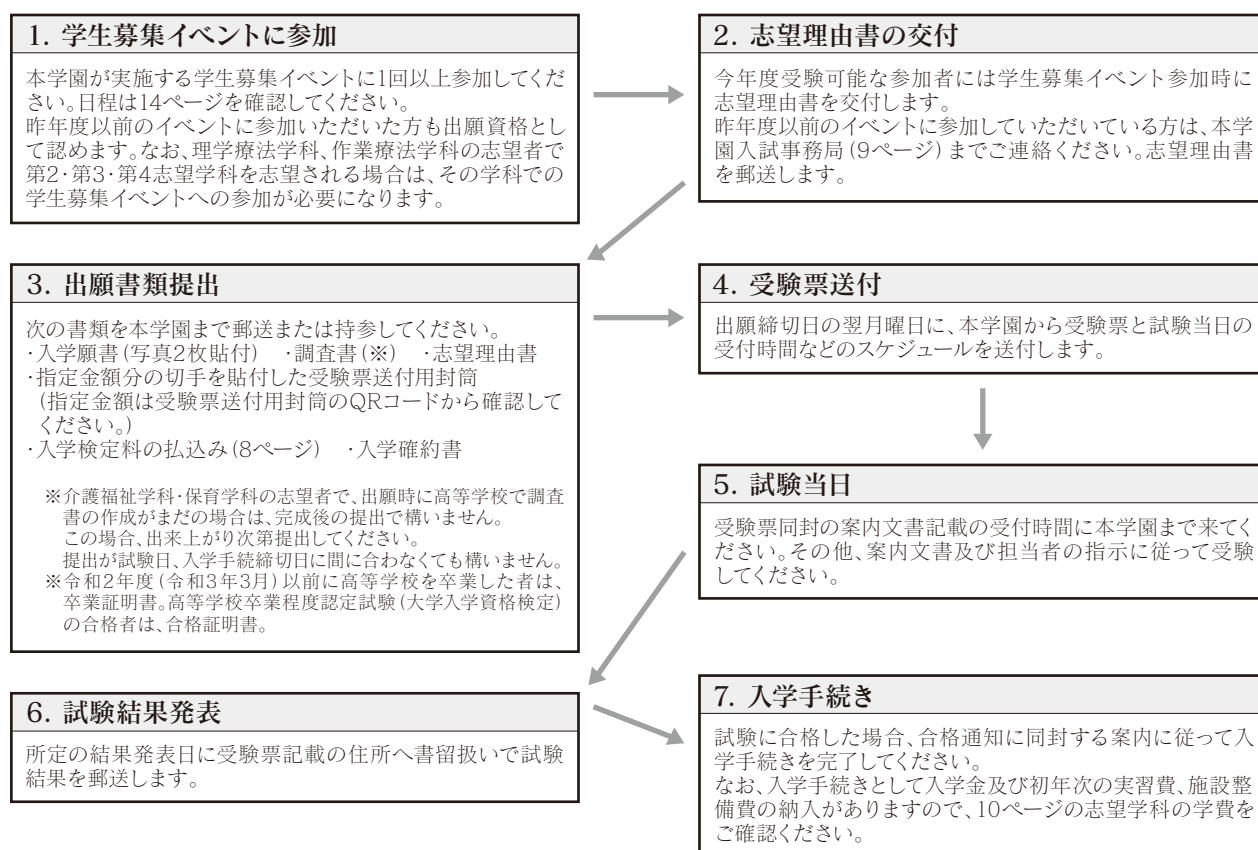 1. 学生募集イベントに参加
本学園が実施する学生募集イベントに1回以上参加してくだ
さい。日程は14ページを確認してください。
昨年度以前のイベントに参加いただいた方も出願資格とし
て認めます。なお、理学療法学科、作業療法学科の志望者で
第2・第3・第4志望学科を志望される場合は、その学科での
学生募集イベントへの参加が必要になります。
2. 志望理由書の交付
今年度受験可能な参加者には学生募集イベント参加時に
志望理由書を交付します。
昨年度以前のイベントに参加していただいている方は、本学
園入試事務局(9ページ)までご連絡ください。志望理由書
を郵送します。
3. 出願書類提出
次の書類を本学園まで郵送または持参してください。
・入学願書(写真2枚貼付) ・調査書(※) ・志望理由書
・指定金額分の切手を貼付した受験票送付用封筒
(指定金額は受験票送付用封筒のQRコードから確認して
ください。)
・入学検定料の払込み(8ページ) ・入学確約書
※介護福祉学科・保育学科の志望者で、出願時に高等学校で調査
書の作成がまだの場合は、完成後の提出で構いません。
この場合、出来上がり次第提出してください。
提出が試験日、入学手続締切日に間に合わなくても構いません。
※令和2年度(令和3年3月)以前に高等学校を卒業した者は、
卒業証明書。高等学校卒業程度認定試験(大学入学資格検定)
の合格者は、合格証明書。
4. 受験票送付
出願締切日の翌月曜日に、本学園から受験票と試験当日の
受付時間などのスケジュールを送付します。
5. 試験当日
受験票同封の案内文書記載の受付時間に本学園まで来てく
ださい。その他、案内文書及び担当者の指示に従って受験
してください。
6. 試験結果発表
所定の結果発表日に受験票記載の住所へ書留扱いで試験
結果を郵送します。
7. 入学手続き
試験に合格した場合、合格通知に同封する案内に従って入
学手続きを完了してください。
なお、入学手続きとして入学金及び初年次の実習費、施設整
備費の納入がありますので、10ページの志望学科の学費を
ご確認ください。